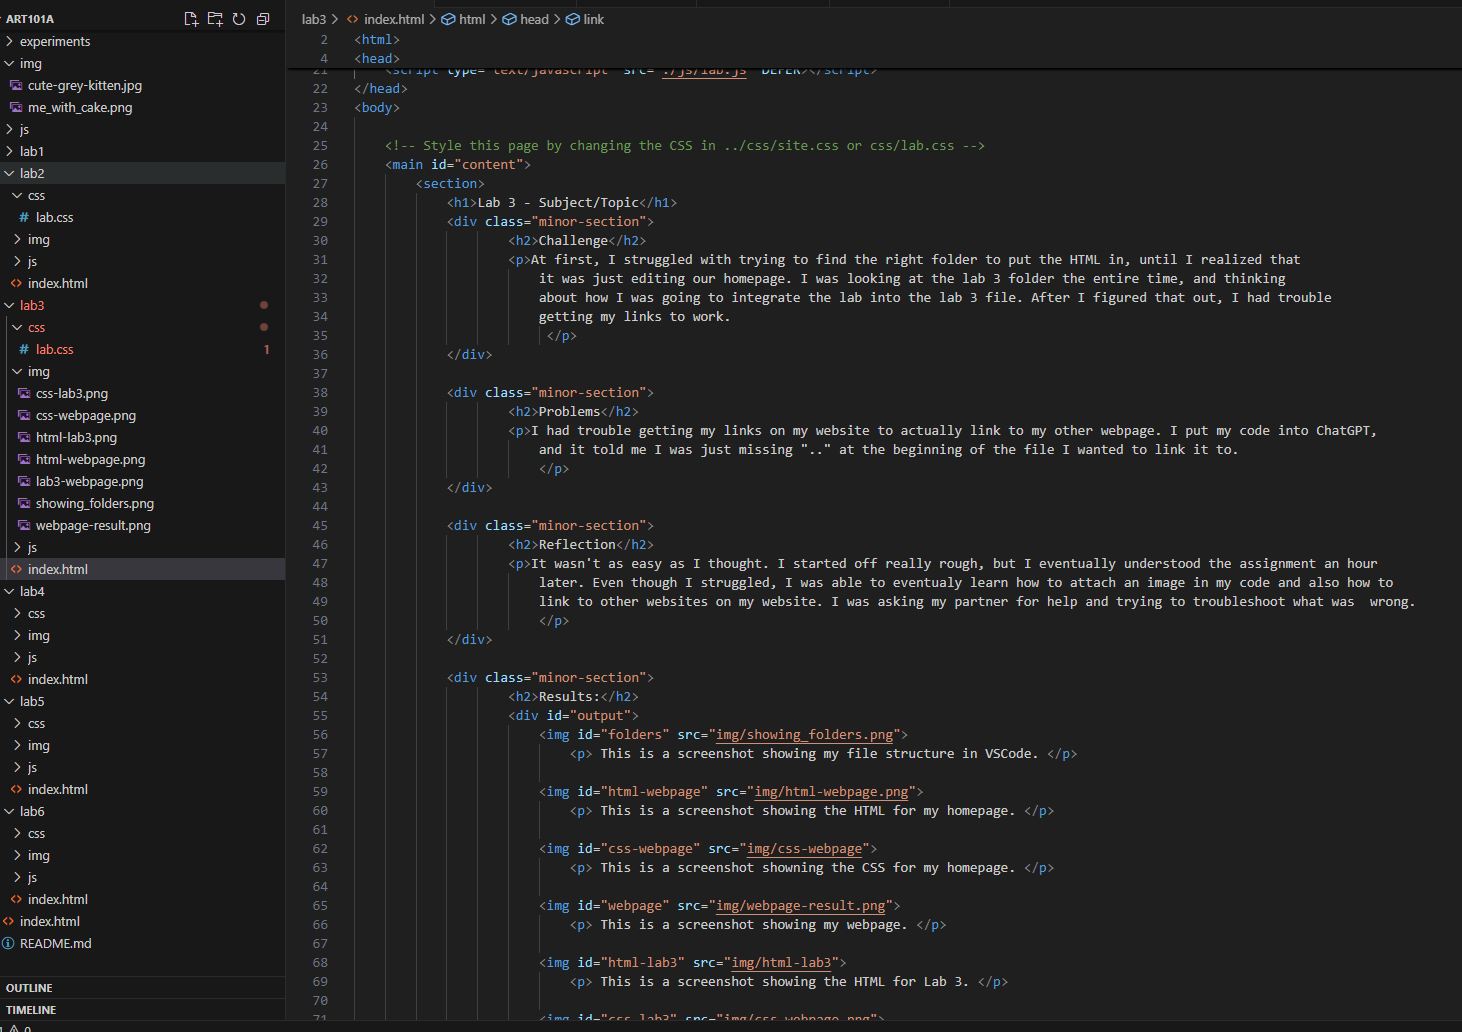 ART101A
experiments
img
cute-grey-kitten.jpg
me_with_cake.png
js
lab1
lab2
css
# lab.css
img
js
<> index.html
lab3
css
# lab.css 1
img
css-lab3.png
css-webpage.png
html-lab3.png
html-webpage.png
lab3-webpage.png
showing_folders.png
webpage-result.png
js
<> index.html
lab4
css
img
js
<> index.html
lab5
css
img
js
<> index.html
lab6
css
img
js
<> index.html
<> index.html
README.md
OUTLINE
TIMELINE
lab3 > <> index.html > html > head > link
2 <html>
4 <head>
21 <script type="text/javascript" src="./js/lab.js" DEFER></script>
22 </head>
23 <body>
24
25 <!-- Style this page by changing the CSS in ../css/site.css or css/lab.css -->
26 <main id="content">
27 <section>
28 <h1>Lab 3 - Subject/Topic</h1>
29 <div class="minor-section">
30 <h2>Challenge</h2>
31 <p>At first, I struggled with trying to find the right folder to put the HTML in, until I realized that
32 it was just editing our homepage. I was looking at the lab 3 folder the entire time, and thinking
33 about how I was going to integrate the lab into the lab 3 file. After I figured that out, I had trouble
34 getting my links to work.
35 </p>
36 </div>
37
38 <div class="minor-section">
39 <h2>Problems</h2>
40 <p>I had trouble getting my links on my website to actually link to my other webpage. I put my code into ChatGPT,
41 and it told me I was just missing ".." at the beginning of the file I wanted to link it to.
42 </p>
43 </div>
44
45 <div class="minor-section">
46 <h2>Reflection</h2>
47 <p>It wasn't as easy as I thought. I started off really rough, but I eventually understood the assignment an hour
48 later. Even though I struggled, I was able to eventualy learn how to attach an image in my code and also how to
49 link to other websites on my website. I was asking my partner for help and trying to troubleshoot what was  wrong.
50 </p>
51 </div>
52
53 <div class="minor-section">
54 <h2>Results:</h2>
55 <div id="output">
56 <img id="folders" src="img/showing_folders.png">
57 <p> This is a screenshot showing my file structure in VSCode. </p>
58
59 <img id="html-webpage" src="img/html-webpage.png">
60 <p> This is a screenshot showing the HTML for my homepage. </p>
61
62 <img id="css-webpage" src="img/css-webpage">
63 <p> This is a screenshot showning the CSS for my homepage. </p>
64
65 <img id="webpage" src="img/webpage-result.png">
66 <p> This is a screenshot showing my webpage. </p>
67
68 <img id="html-lab3" src="img/html-lab3">
69 <p> This is a screenshot showing the HTML for Lab 3. </p>
70
71 <img id="css-lab3" src="img/css-webpage.png">